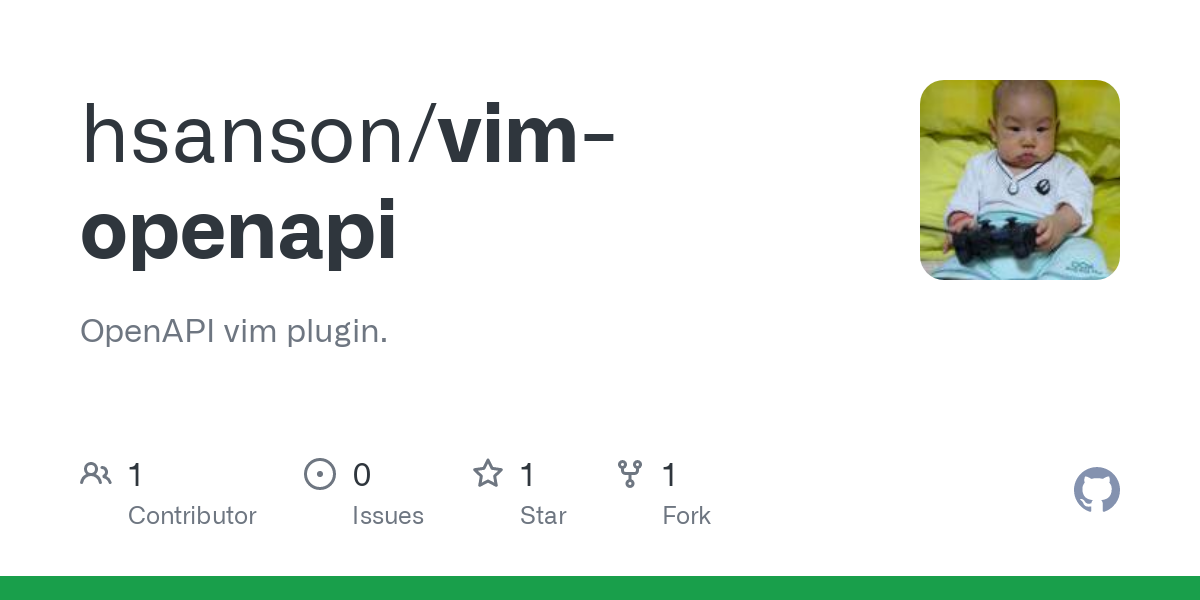 hsanson/vim-
openapi
OpenAPI vim plugin.
1
Contributor
0
Issues
1
Star
1
Fork